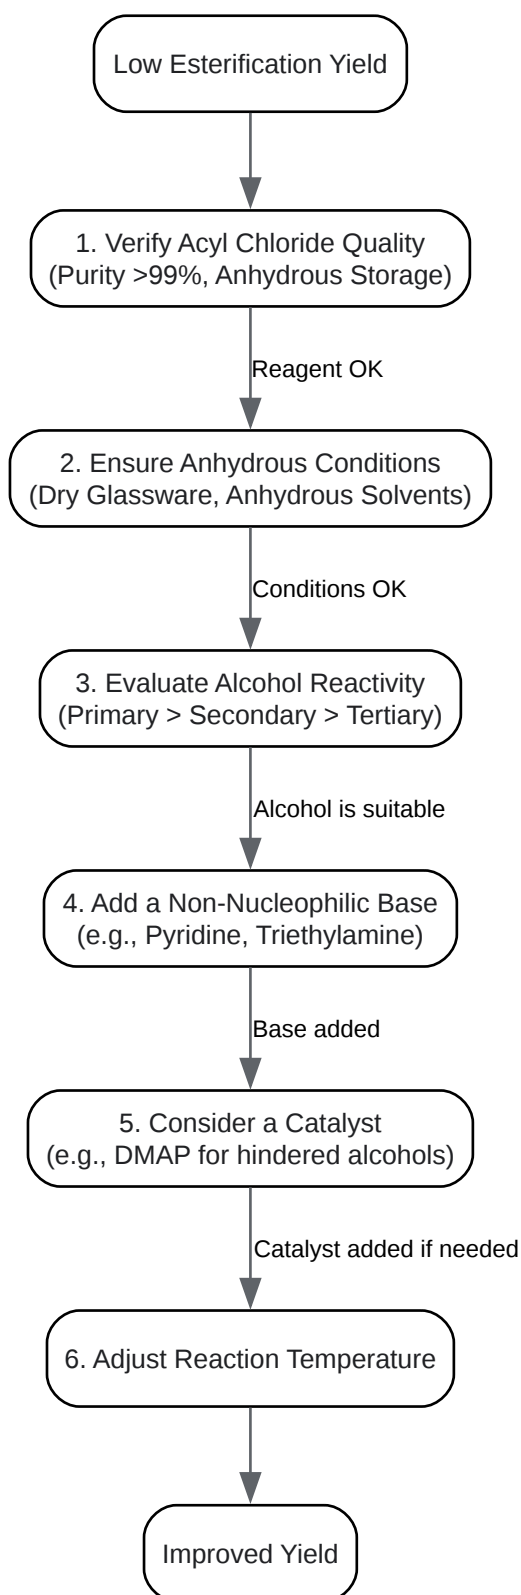 Low Esterification Yield
1. Verify Acyl Chloride Quality
(Purity >99%, Anhydrous Storage)
Reagent OK
2. Ensure Anhydrous Conditions
(Dry Glassware, Anhydrous Solvents)
Conditions OK
3. Evaluate Alcohol Reactivity
(Primary > Secondary > Tertiary)
Alcohol is suitable
4. Add a Non-Nucleophilic Base
(e.g., Pyridine, Triethylamine)
Base added
5. Consider a Catalyst
(e.g., DMAP for hindered alcohols)
Catalyst added if needed
6. Adjust Reaction Temperature
Improved Yield